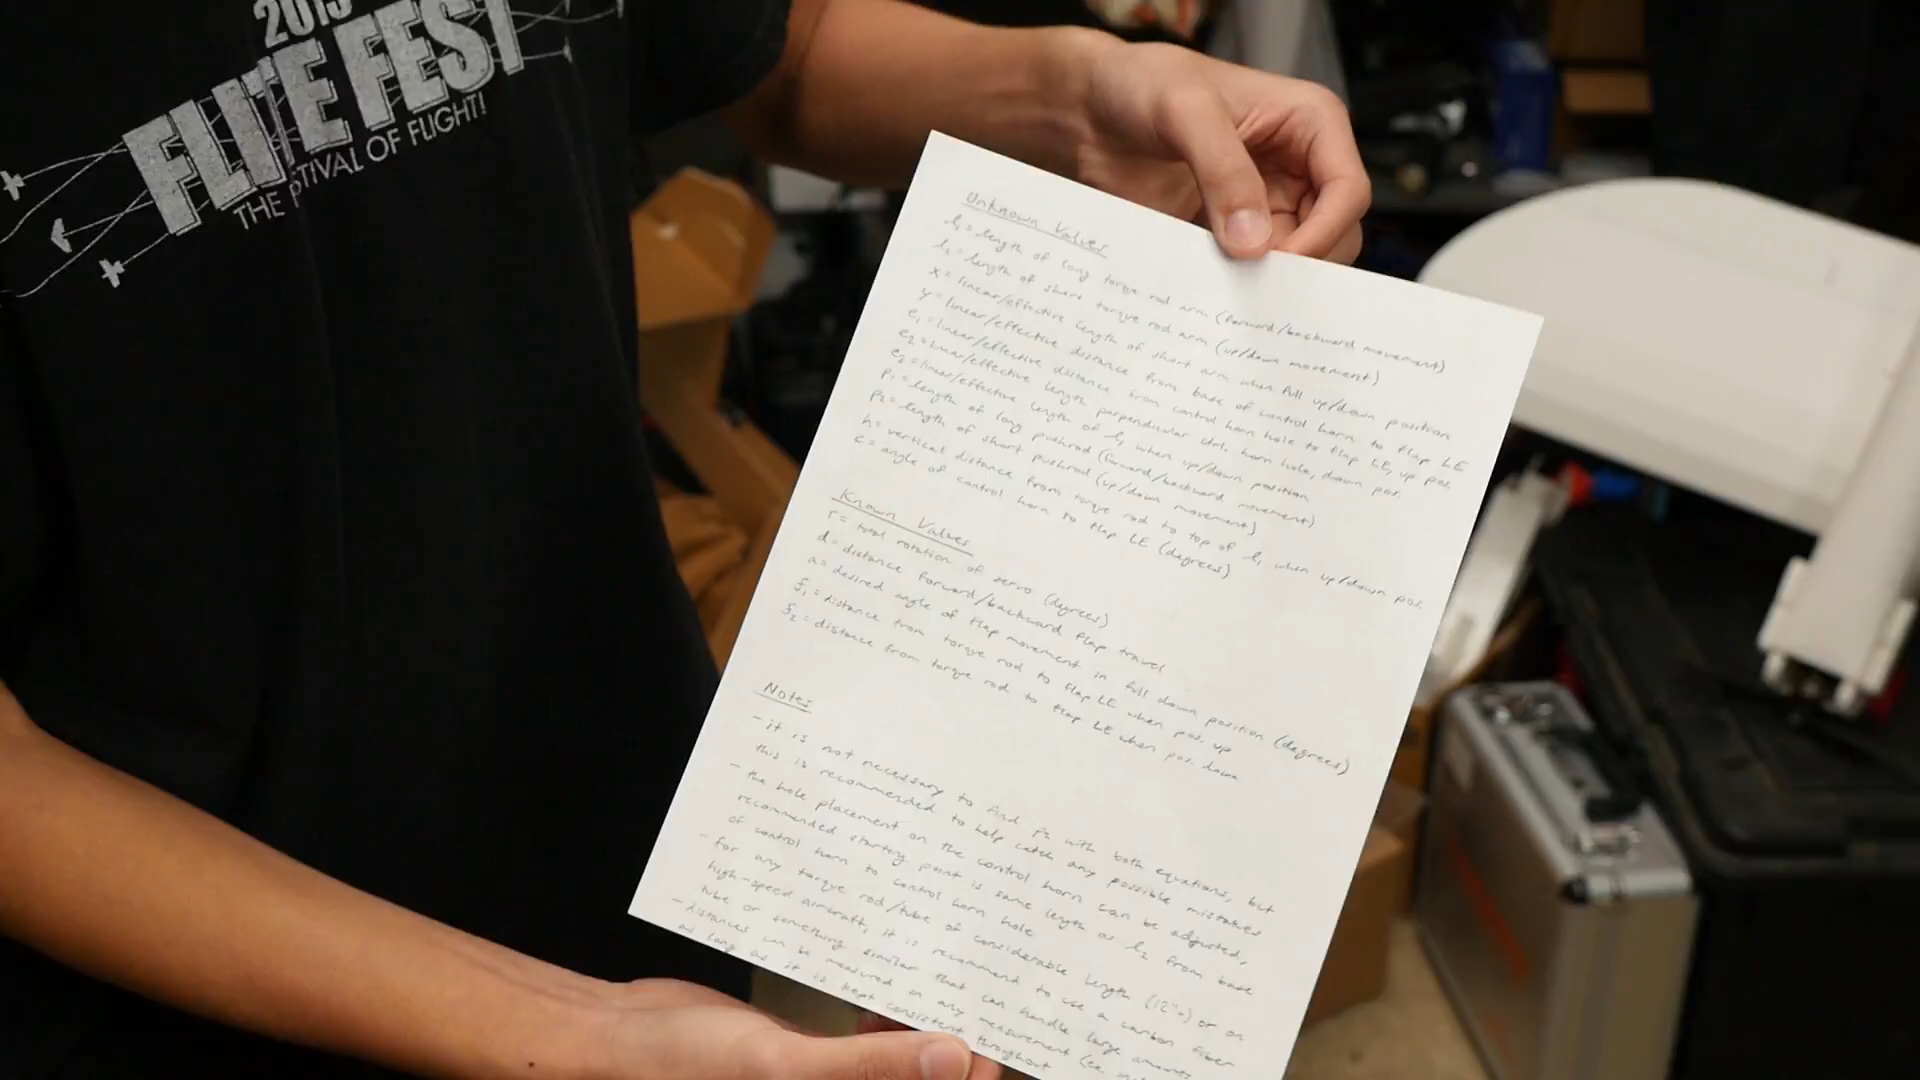 2015
FLITE FEST
THE STIVAL OF FLIGHT!
Unknown Values
l₁ = length of long torque rod arm (forward/backward movement)
l₂ = length of short torque rod arm (up/down movement)
x = linear/effective length of short arm when full up/down position
y = linear/effective distance from base of control horn to flap LE
e₁ = linear/effective distance from control horn hole to flap LE, up pos.
e₂ = linear/effective length perpendicular ctrl. horn hole, down pos.
e₃ = linear/effective length of l₁ when up/down position
P₁ = length of long pushrod (forward/backward movement)
P₂ = length of short pushrod (up/down movement)
h = vertical distance from torque rod to top of l₁ when up/down pos.
c = angle of control horn to flap LE (degrees)
Known Values
r = total rotation of servo (degrees)
d = distance forward/backward flap travel
a = desired angle of flap movement in full down position (degrees)
f₁ = distance from torque rod to flap LE when pos. up
f₂ = distance from torque rod to flap LE when pos. down
Notes
- it is not necessary to find P₂ with both equations, but
this is recommended to help catch any possible mistakes
- the hole placement on the control horn can be adjusted,
recommended starting point is same length as l₂ from base
of control horn to control horn hole
- for any torque rod/tube of considerable length (12"+) or on
high-speed aircraft, it is recommend to use a carbon fiber
tube or something similar that can handle large amounts
- distances can be measured in any measurement
as long as it is kept consistent throughout